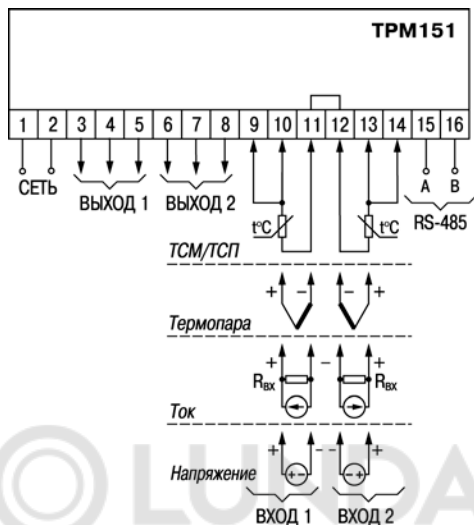 ТРМ151
1 2 3 4 5 6 7 8 9 10 11 12 13 14 15 16
СЕТЬ
ВЫХОД 1
ВЫХОД 2
A B
RS-485
t°C t°C
ТСМ/ТСП
+ - - +
Термопара
+ - +
Rвх Rвх
Ток
+ - - +
Напряжение
+ - - +
ВХОД 1 ВХОД 2
LUNDA